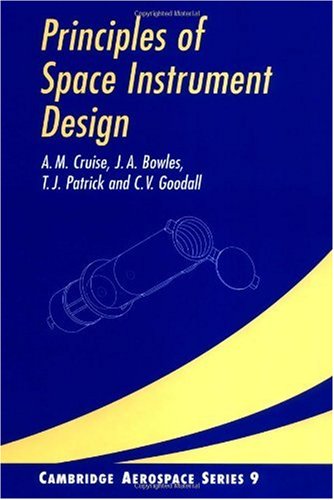 Principles of
Space Instrument
Design
A.M. Cruise, J.A. Bowles,
T.J. Patrick and C.V. Goodall
CAMBRIDGE AEROSPACE SERIES 9